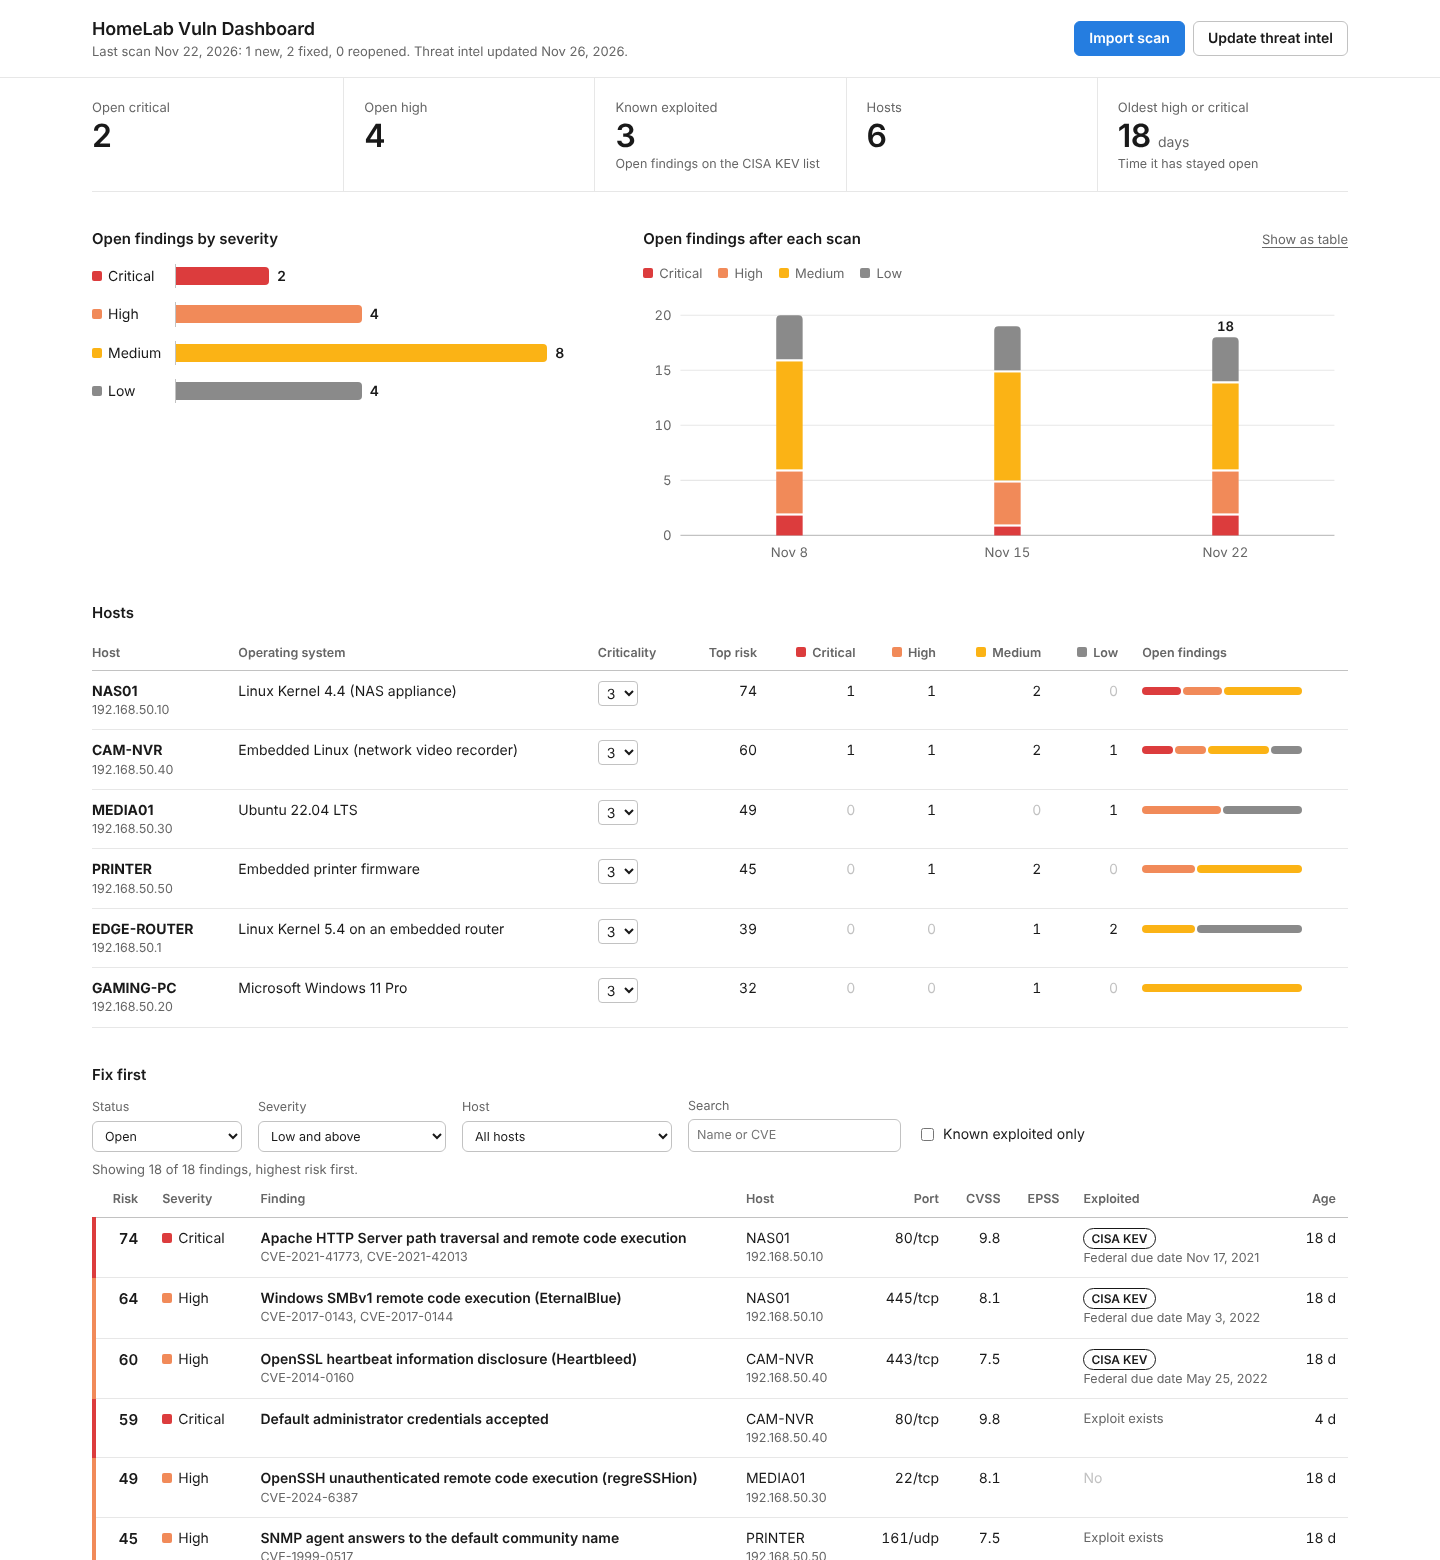 HomeLab Vuln Dashboard
Last scan Nov 22, 2026: 1 new, 2 fixed, 0 reopened. Threat intel updated Nov 26, 2026.
Import scan
Update threat intel
Open critical
2
Open high
4
Known exploited
3
Open findings on the CISA KEV list
Hosts
6
Oldest high or critical
18 days
Time it has stayed open
Open findings by severity
Critical 2
High 4
Medium 8
Low 4
Open findings after each scan
Show as table
Critical High Medium Low
20
18
15
10
5
0
Nov 8 Nov 15 Nov 22
Hosts
Host Operating system Criticality Top risk Critical High Medium Low Open findings
NAS01 Linux Kernel 4.4 (NAS appliance) 3 74 1 1 2 0
192.168.50.10
CAM-NVR Embedded Linux (network video recorder) 3 60 1 1 2 1
192.168.50.40
MEDIA01 Ubuntu 22.04 LTS 3 49 0 1 0 1
192.168.50.30
PRINTER Embedded printer firmware 3 45 0 1 2 0
192.168.50.50
EDGE-ROUTER Linux Kernel 5.4 on an embedded router 3 39 0 0 1 2
192.168.50.1
GAMING-PC Microsoft Windows 11 Pro 3 32 0 0 1 0
192.168.50.20
Fix first
Status Severity Host Search
Open Low and above All hosts Name or CVE Known exploited only
Showing 18 of 18 findings, highest risk first.
Risk Severity Finding Host Port CVSS EPSS Exploited Age
74 Critical Apache HTTP Server path traversal and remote code execution NAS01 80/tcp 9.8 CISA KEV 18 d
CVE-2021-41773, CVE-2021-42013 192.168.50.10 Federal due date Nov 17, 2021
64 High Windows SMBv1 remote code execution (EternalBlue) NAS01 445/tcp 8.1 CISA KEV 18 d
CVE-2017-0143, CVE-2017-0144 192.168.50.10 Federal due date May 3, 2022
60 High OpenSSL heartbeat information disclosure (Heartbleed) CAM-NVR 443/tcp 7.5 CISA KEV 18 d
CVE-2014-0160 192.168.50.40 Federal due date May 25, 2022
59 Critical Default administrator credentials accepted CAM-NVR 80/tcp 9.8 Exploit exists 4 d
192.168.50.40
49 High OpenSSH unauthenticated remote code execution (regreSSHion) MEDIA01 22/tcp 8.1 No 18 d
CVE-2024-6387 192.168.50.30
45 High SNMP agent answers to the default community name PRINTER 161/udp 7.5 Exploit exists 18 d
CVE-1999-0517 192.168.50.50